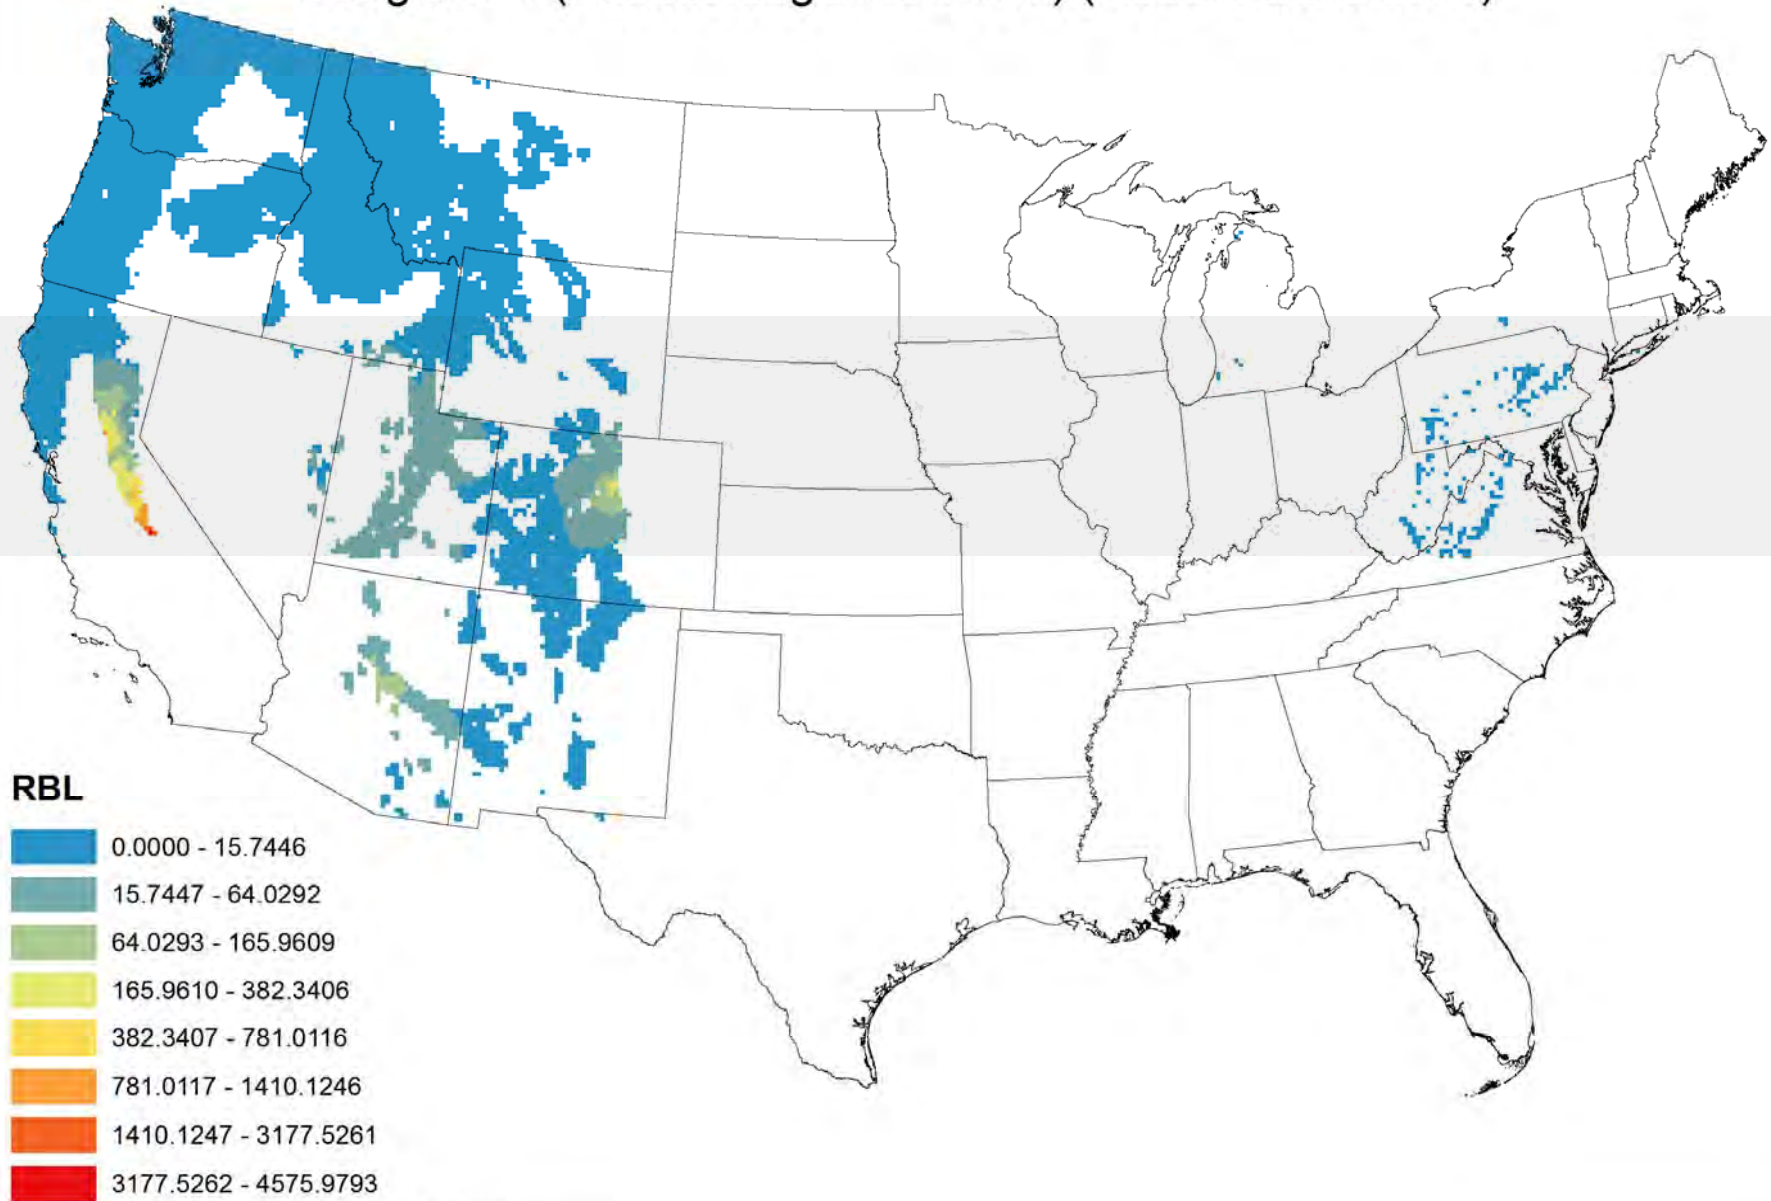 RBL
0.0000 - 15.7446
15.7447 - 64.0292
64.0293 - 165.9609
165.9610 - 382.3406
382.3407 - 781.0116
781.0117 - 1410.1246
1410.1247 - 3177.5261
3177.5262 - 4575.9793